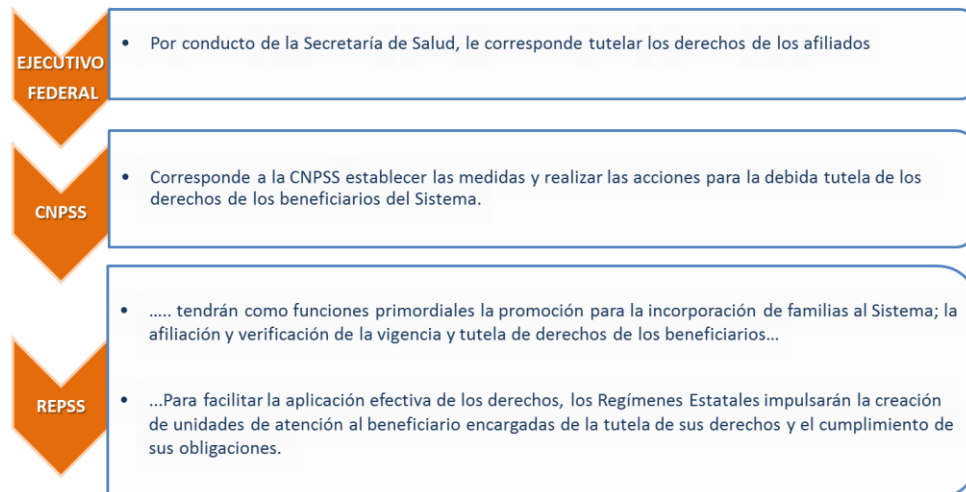 EJECUTIVO
FEDERAL
• Por conducto de la Secretaría de Salud, le corresponde tutelar los derechos de los afiliados
CNPSS
• Corresponde a la CNPSS establecer las medidas y realizar las acciones para la debida tutela de los
derechos de los beneficiarios del Sistema.
REPSS
• ..... tendrán como funciones primordiales la promoción para la incorporación de familias al Sistema; la
afiliación y verificación de la vigencia y tutela de derechos de los beneficiarios...
• ...Para facilitar la aplicación efectiva de los derechos, los Regímenes Estatales impulsarán la creación
de unidades de atención al beneficiario encargadas de la tutela de sus derechos y el cumplimiento de
sus obligaciones.